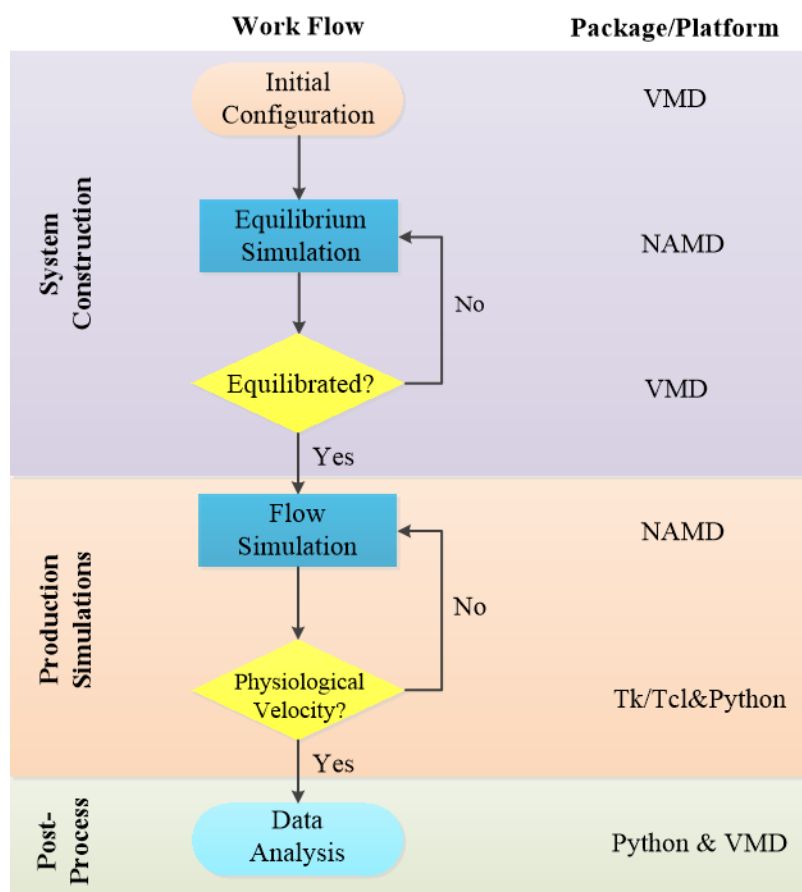 Work Flow
Package/Platform
System
Construction
Initial
Configuration
VMD
Equilibrium
Simulation
NAMD
No
Equilibrated?
VMD
Yes
Production
Simulations
Flow
Simulation
NAMD
No
Physiological
Velocity?
Tk/Tcl&Python
Yes
Post-
Process
Data
Analysis
Python & VMD